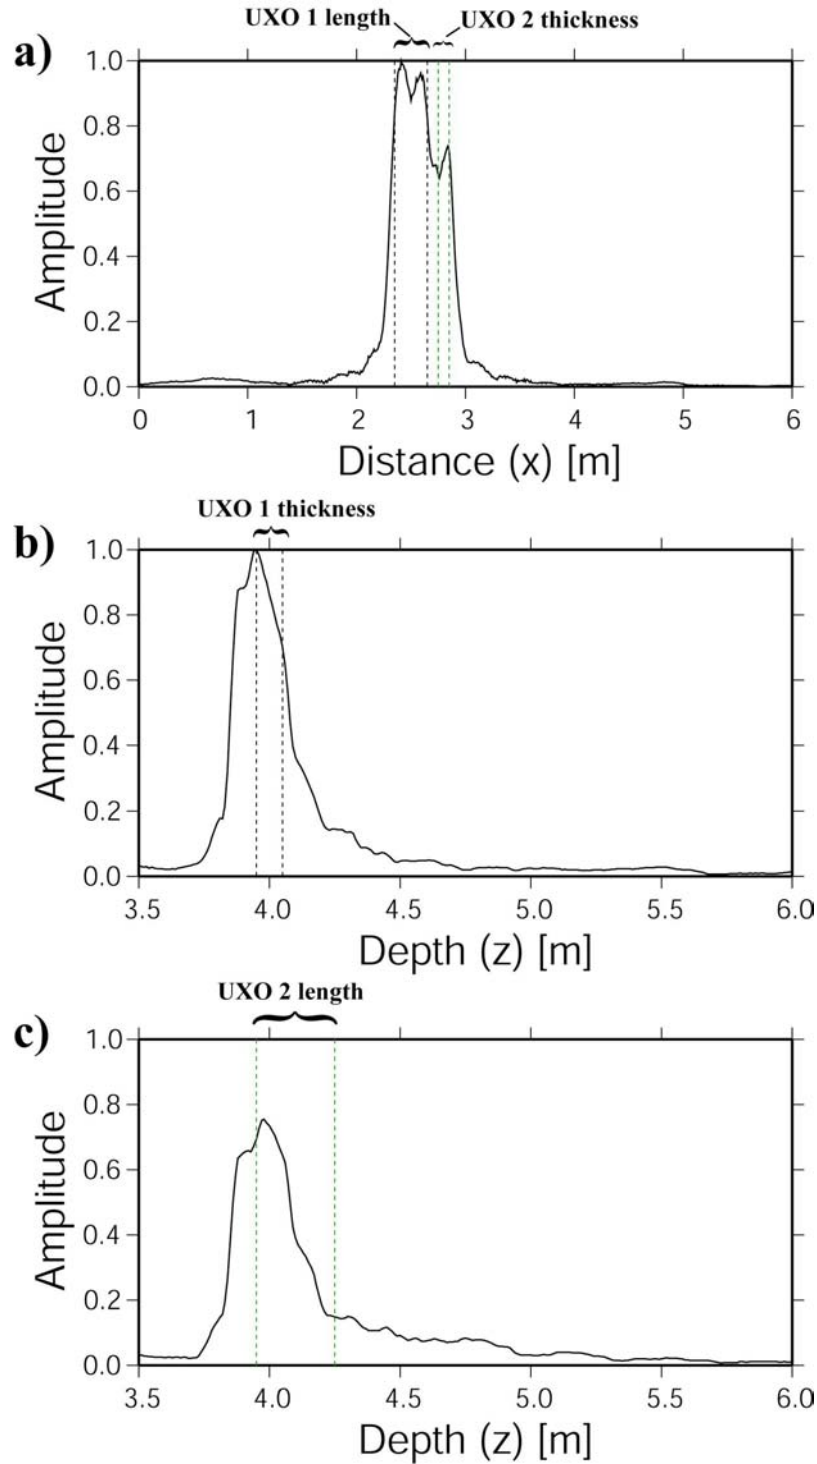 UXO 1 length UXO 2 thickness
a)
1.0
0.8
0.6
0.4
0.2
0.0
Amplitude
0 1 2 3 4 5 6
Distance (x) [m]
UXO 1 thickness
b)
1.0
0.8
0.6
0.4
0.2
0.0
Amplitude
3.5 4.0 4.5 5.0 5.5 6.0
Depth (z) [m]
UXO 2 length
c)
1.0
0.8
0.6
0.4
0.2
0.0
Amplitude
3.5 4.0 4.5 5.0 5.5 6.0
Depth (z) [m]